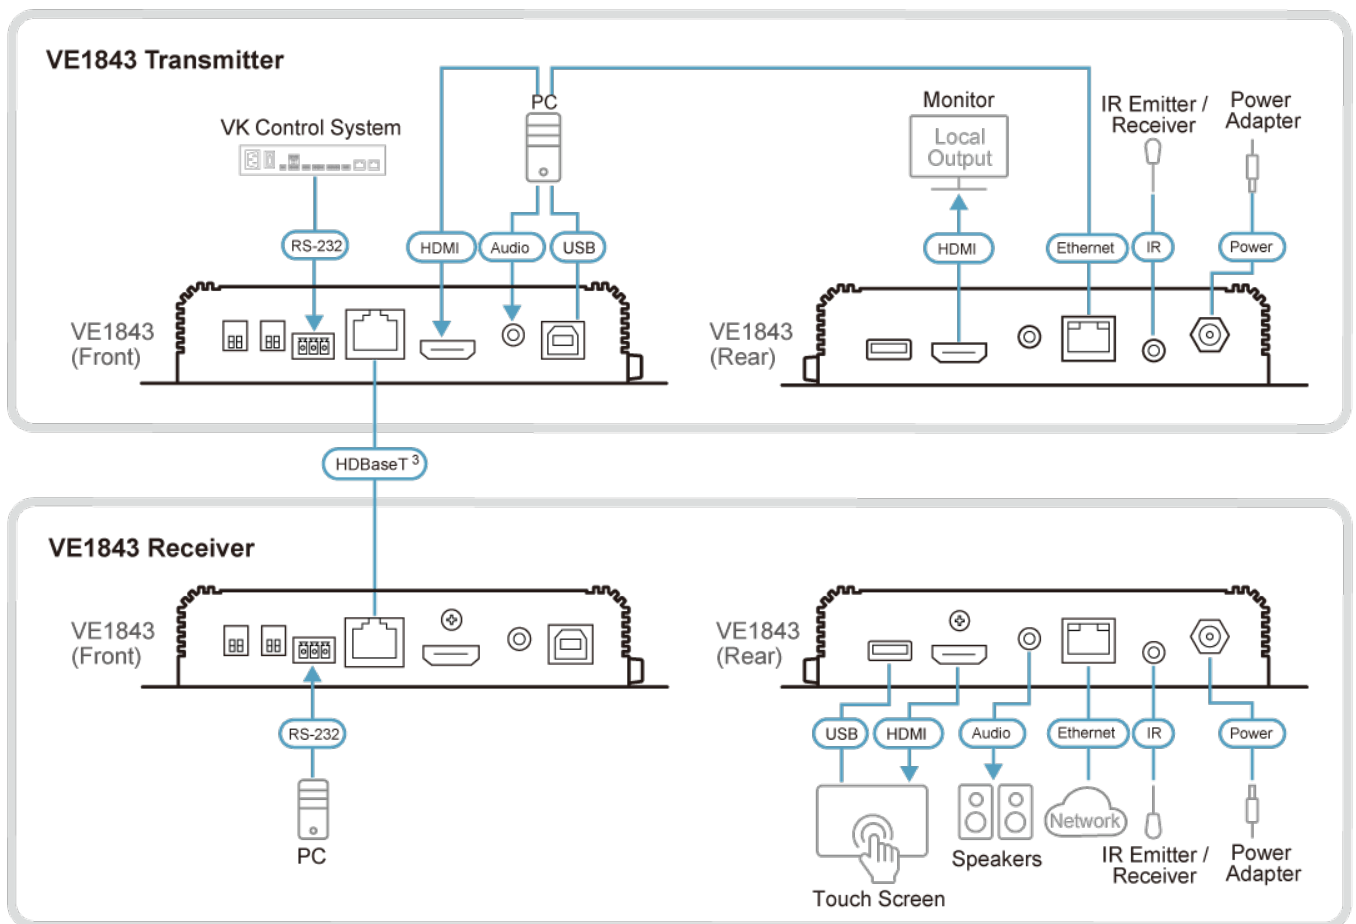 VE1843 Transmitter
PC
VK Control System
Monitor
Local
Output
IR Emitter /
Receiver
Power
Adapter
RS-232
HDMI
Audio
USB
HDMI
Ethernet
IR
Power
VE1843
(Front)
VE1843
(Rear)
HDBaseT 3
VE1843 Receiver
VE1843
(Front)
VE1843
(Rear)
RS-232
USB
HDMI
Audio
Ethernet
IR
Power
PC
Touch Screen
Speakers
Network
IR Emitter /
Receiver
Power
Adapter